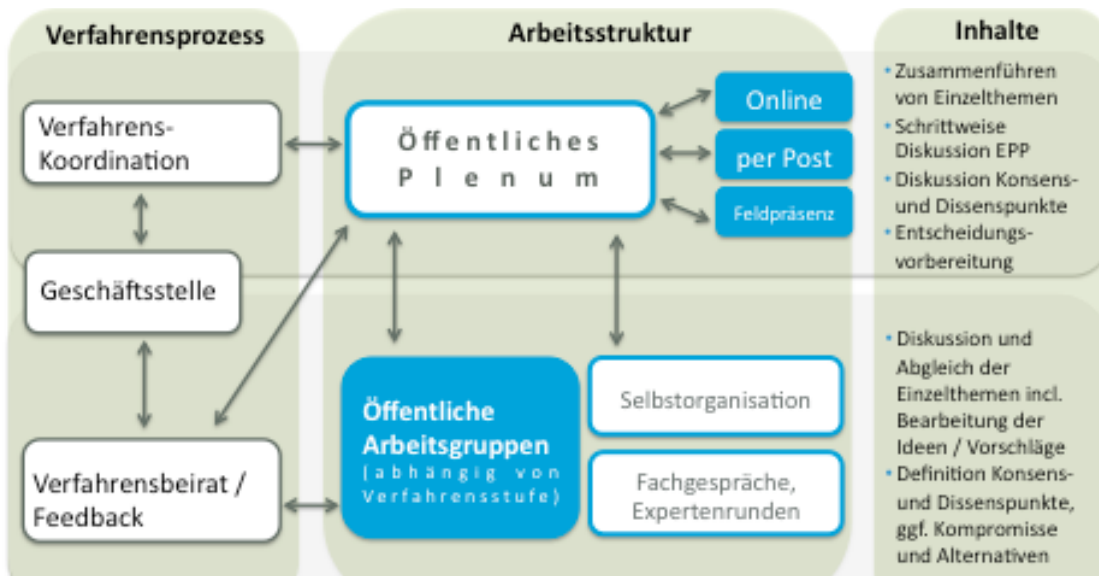 Verfahrensprozess
Verfahrens-
Koordination
Geschäftsstelle
Verfahrensbeirat /
Feedback
Arbeitsstruktur
Öffentliches
Plenum
Online
per Post
Feldpräsenz
Öffentliche
Arbeitsgruppen
(abhängig von
Verfahrensstufe)
Selbstorganisation
Fachgespräche,
Expertenrunden
Inhalte
• Zusammenführen
von Einzelthemen
• Schrittweise
Diskussion EPP
• Diskussion Konsens-
und Dissenspunkte
• Entscheidungs-
vorbereitung
• Diskussion und
Abgleich der
Einzelthemen incl.
Bearbeitung der
Ideen / Vorschläge
• Definition Konsens-
und Dissenspunkte,
ggf. Kompromisse
und Alternativen